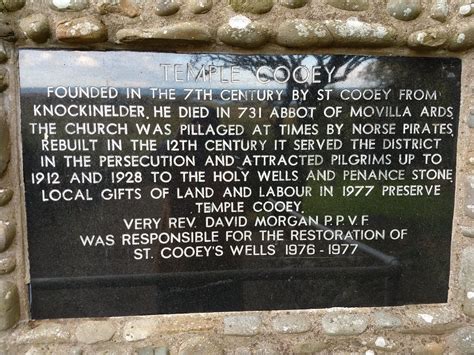 TEMPLE COOEY
FOUNDED IN THE 7TH CENTURY BY ST COOEY FROM
KNOCKINELDER. HE DIED IN 731 ABBOT OF MOVILLA ARDS
THE CHURCH WAS PILLAGED AT TIMES BY NORSE PIRATES
REBUILT IN THE 12TH CENTURY IT SERVED THE DISTRICT
IN THE PERSECUTION AND ATTRACTED PILGRIMS UP TO
1912 AND 1928 TO THE HOLY WELLS AND PENANCE STONE
LOCAL GIFTS OF LAND AND LABOUR IN 1977 PRESERVE
TEMPLE COOEY.
VERY REV. DAVID MORGAN P.P.V.F
WAS RESPONSIBLE FOR THE RESTORATION OF
ST. COOEY'S WELLS 1976 - 1977